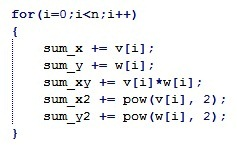 for(i=0;i<n;i++)
{
sum_x += v[i];
sum_y += w[i];
sum_xy += v[i]*w[i];
sum_x2 += pow(v[i], 2);
sum_y2 += pow(w[i], 2);
}